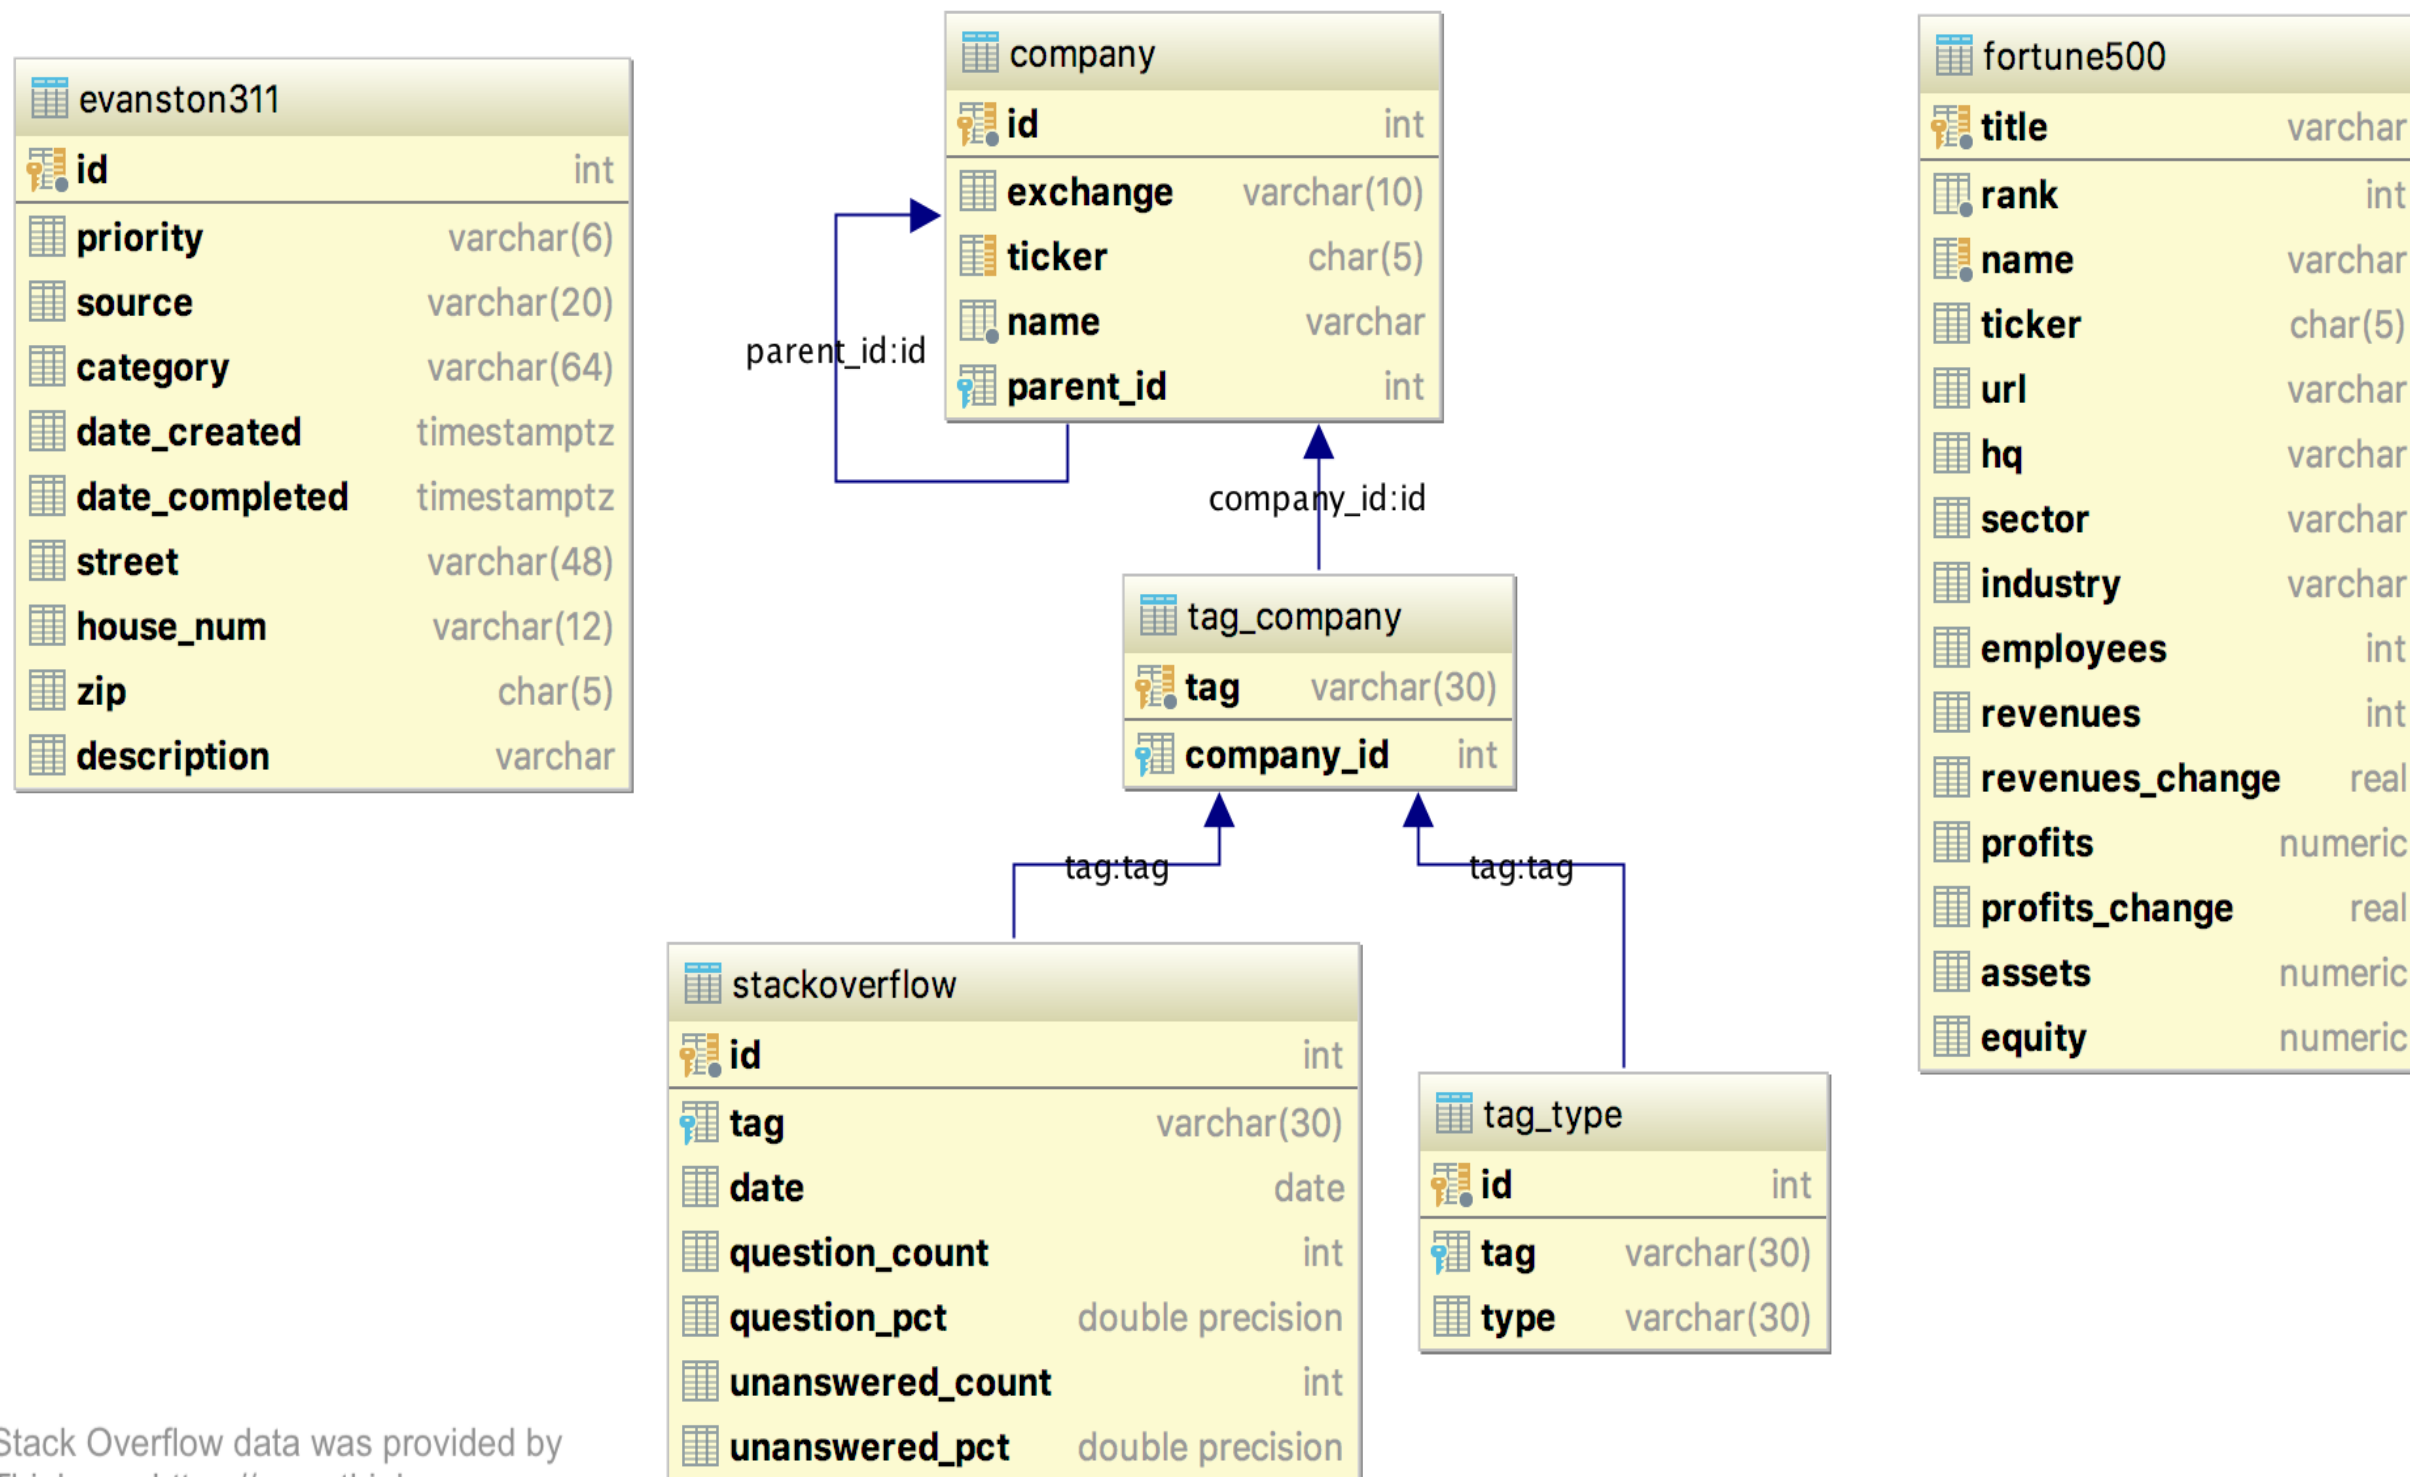 evanston311
id int
priority varchar(6)
source varchar(20)
category varchar(64)
date_created timestamptz
date_completed timestamptz
street varchar(48)
house_num varchar(12)
zip char(5)
description varchar
company
id int
exchange varchar(10)
ticker char(5)
name varchar
parent_id int
parent_id:id
company_id:id
tag_company
tag varchar(30)
company_id int
tag:tag
tag:tag
stackoverflow
id int
tag varchar(30)
date date
question_count int
question_pct double precision
unanswered_count int
unanswered_pct double precision
tag_type
id int
tag varchar(30)
type varchar(30)
fortune500
title varchar
rank int
name varchar
ticker char(5)
url varchar
hq varchar
sector varchar
industry varchar
employees int
revenues int
revenues_change real
profits numeric
profits_change real
assets numeric
equity numeric
Stack Overflow data was provided by